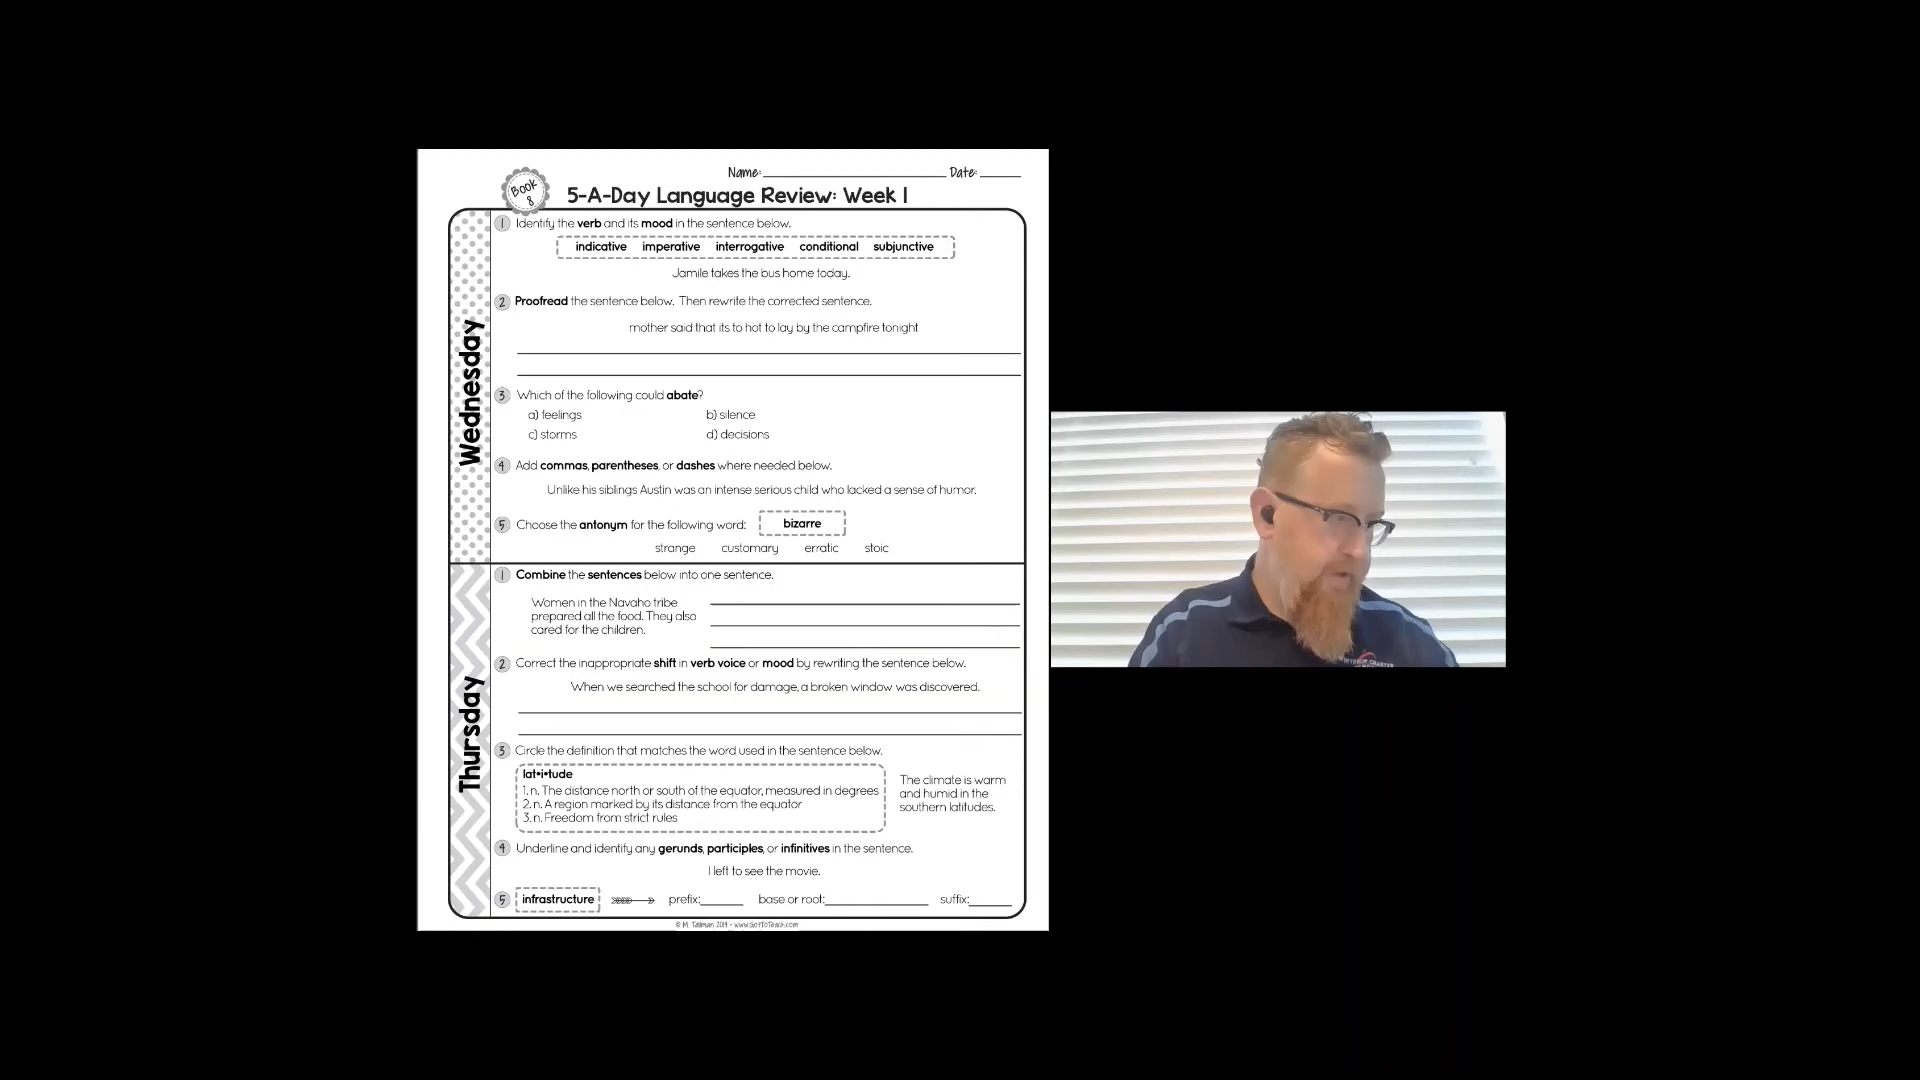 Name: Date:
Book 8
5-A-Day Language Review: Week 1
Wednesday
1 Identify the verb and its mood in the sentence below.
indicative imperative interrogative conditional subjunctive
Jamile takes the bus home today.
2 Proofread the sentence below. Then rewrite the corrected sentence.
mother said that its to hot to lay by the campfire tonight
3 Which of the following could abate?
a) feelings b) silence
c) storms d) decisions
4 Add commas, parentheses, or dashes where needed below.
Unlike his siblings Austin was an intense serious child who lacked a sense of humor.
5 Choose the antonym for the following word: bizarre
strange customary erratic stoic
Thursday
1 Combine the sentences below into one sentence.
Women in the Navaho tribe
prepared all the food. They also
cared for the children.
2 Correct the inappropriate shift in verb voice or mood by rewriting the sentence below.
When we searched the school for damage, a broken window was discovered.
3 Circle the definition that matches the word used in the sentence below.
lat•i•tude
1. n. The distance north or south of the equator, measured in degrees
2. n. A region marked by its distance from the equator
3. n. Freedom from strict rules
The climate is warm
and humid in the
southern latitudes.
4 Underline and identify any gerunds, participles, or infinitives in the sentence.
I left to see the movie.
5 infrastructure prefix: base or root: suffix:
© M. Tallman 2014 - www.GotToTeach.com